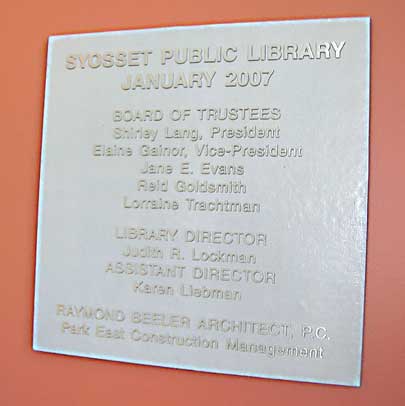 SYOSSET PUBLIC LIBRARY
JANUARY 2007
BOARD OF TRUSTEES
Shirley Lang, President
Elaine Gainor, Vice-President
Jane E. Evans
Reid Goldsmith
Lorraine Trachtman
LIBRARY DIRECTOR
Judith R. Lockman
ASSISTANT DIRECTOR
Karen Liebman
RAYMOND BEELER ARCHITECT, P.C.
Park East Construction Management